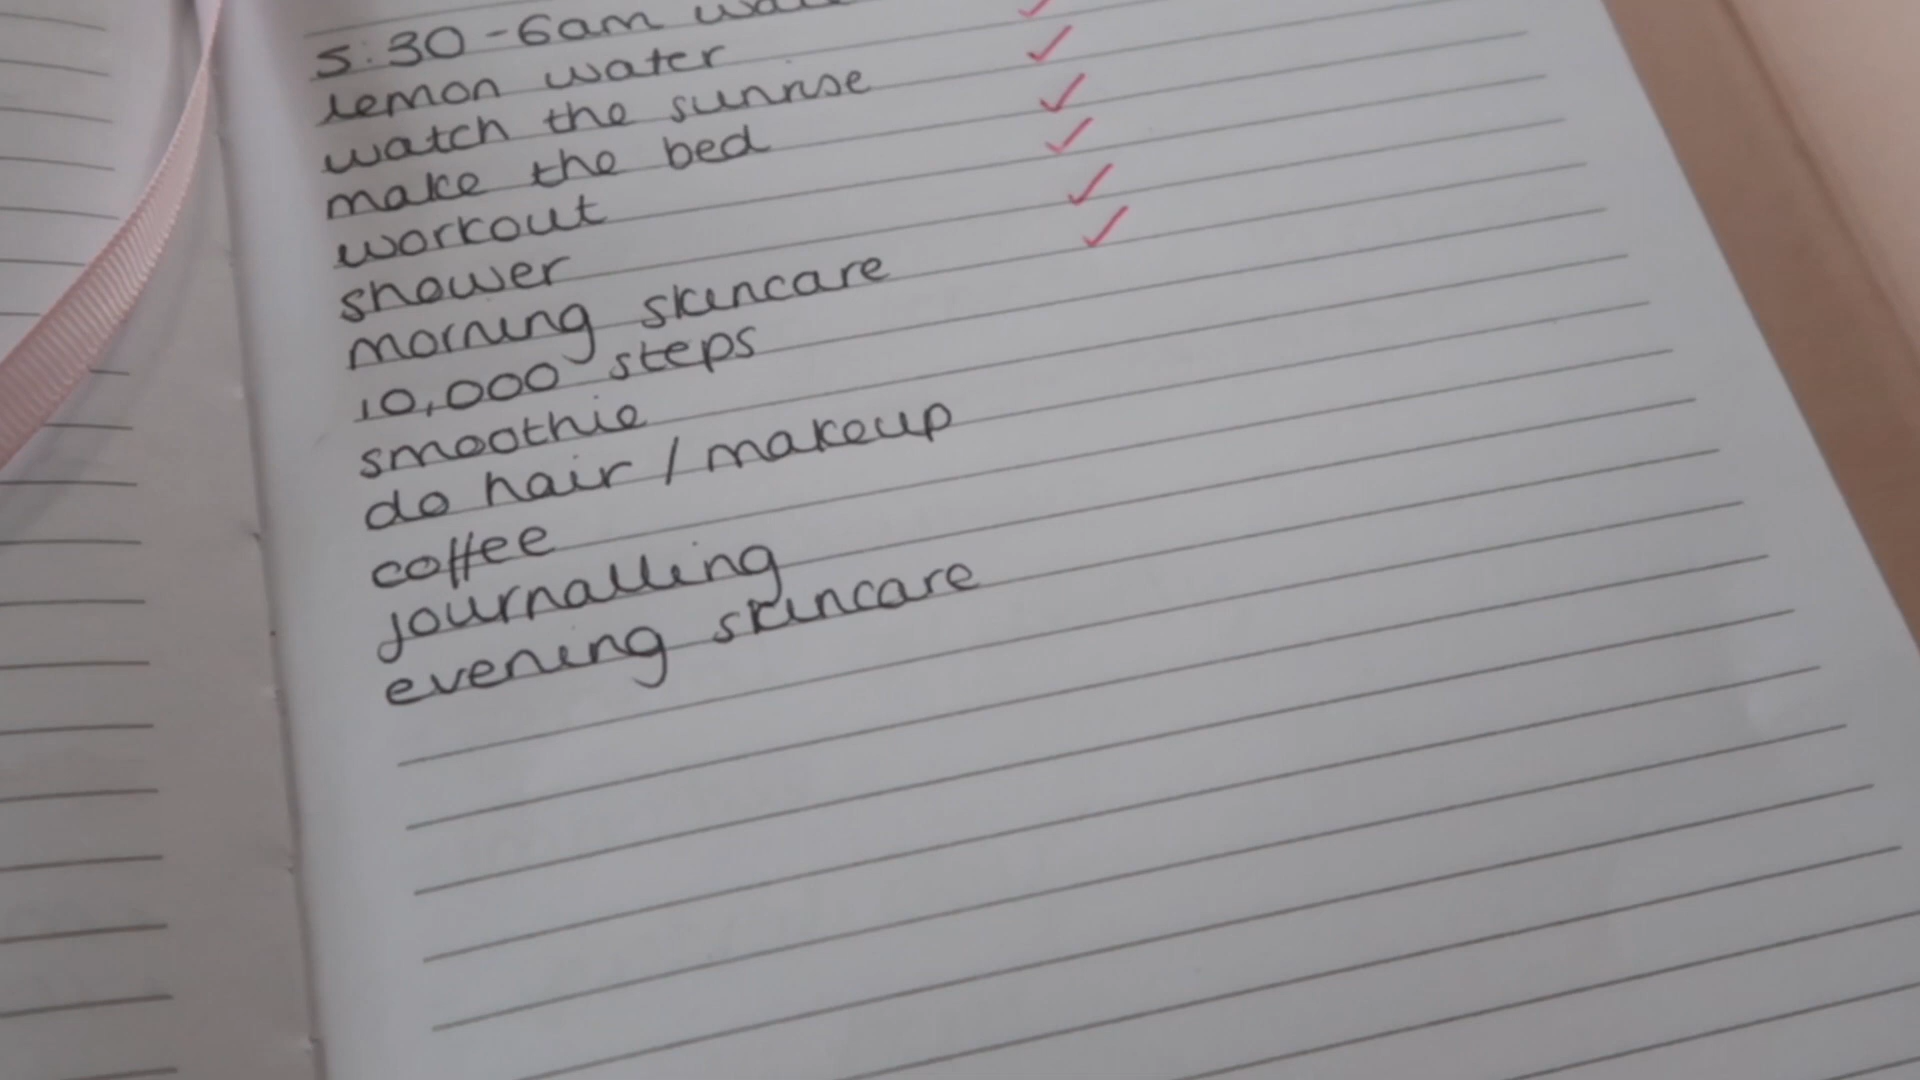 5:30-6am
lemon water
watch the sunrise
make the bed
workout
shower
morning skincare
10,000 steps
smoothie
do hair / makeup
coffee
journalling
evening skincare